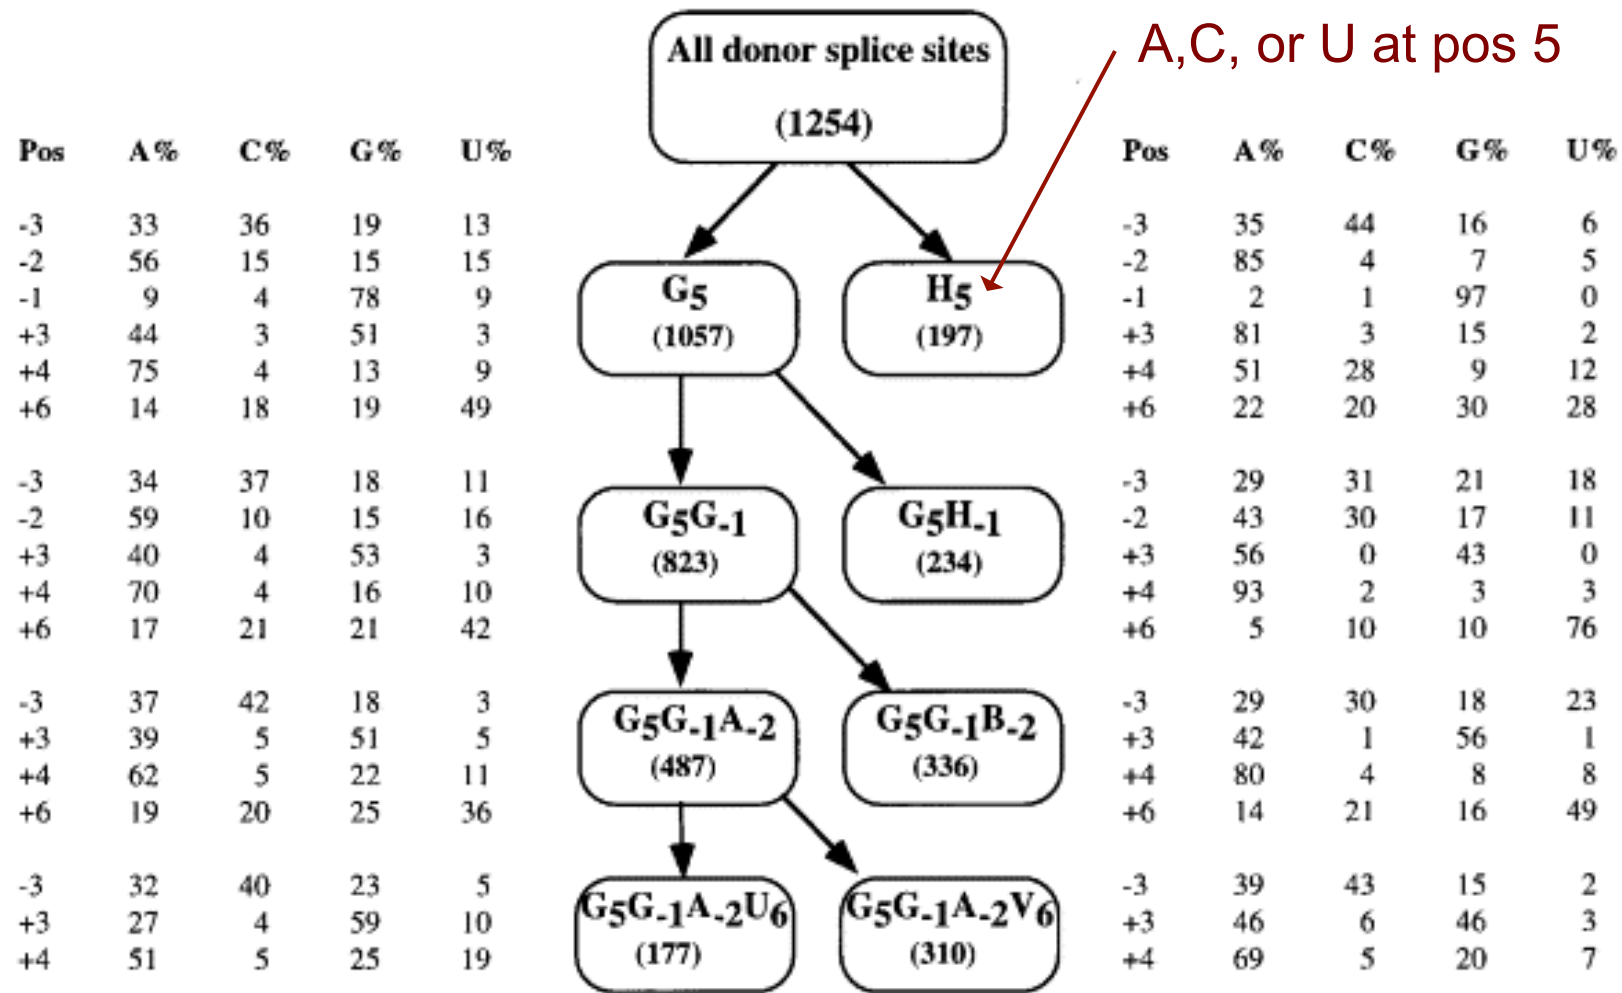 All donor splice sites
(1254)
A,C, or U at pos 5
Pos A% C% G% U%
-3 33 36 19 13
-2 56 15 15 15
-1 9 4 78 9
+3 44 3 51 3
+4 75 4 13 9
+6 14 18 19 49
G5
(1057)
H5
(197)
Pos A% C% G% U%
-3 35 44 16 6
-2 85 4 7 5
-1 2 1 97 0
+3 81 3 15 2
+4 51 28 9 12
+6 22 20 30 28
-3 34 37 18 11
-2 59 10 15 16
+3 40 4 53 3
+4 70 4 16 10
+6 17 21 21 42
G5G-1
(823)
G5H-1
(234)
-3 29 31 21 18
-2 43 30 17 11
+3 56 0 43 0
+4 93 2 3 3
+6 5 10 10 76
-3 37 42 18 3
+3 39 5 51 5
+4 62 5 22 11
+6 19 20 25 36
G5G-1A-2
(487)
G5G-1B-2
(336)
-3 29 30 18 23
+3 42 1 56 1
+4 80 4 8 8
+6 14 21 16 49
-3 32 40 23 5
+3 27 4 59 10
+4 51 5 25 19
G5G-1A-2U6
(177)
G5G-1A-2V6
(310)
-3 39 43 15 2
+3 46 6 46 3
+4 69 5 20 7